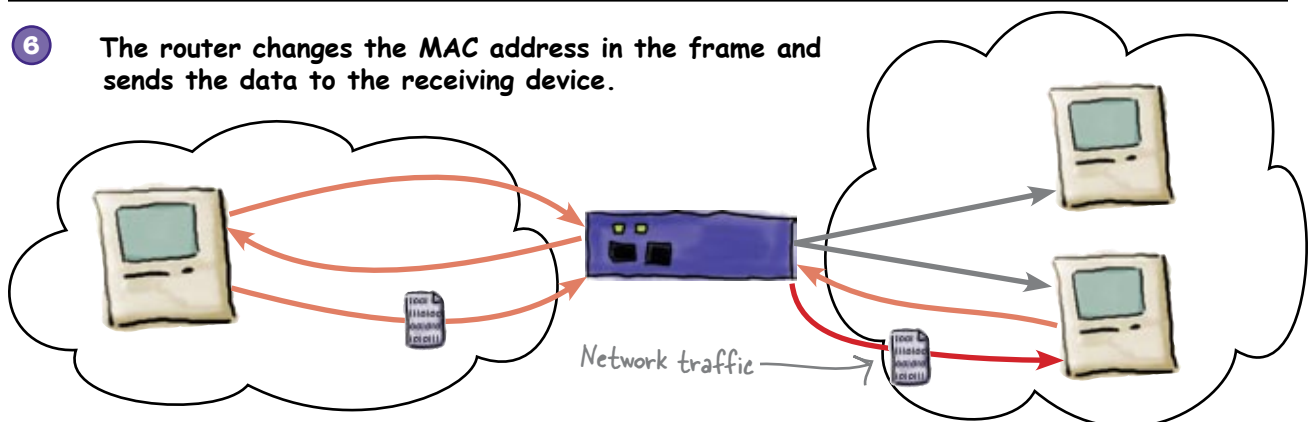 6
The router changes the MAC address in the frame and
sends the data to the receiving device.
Network traffic